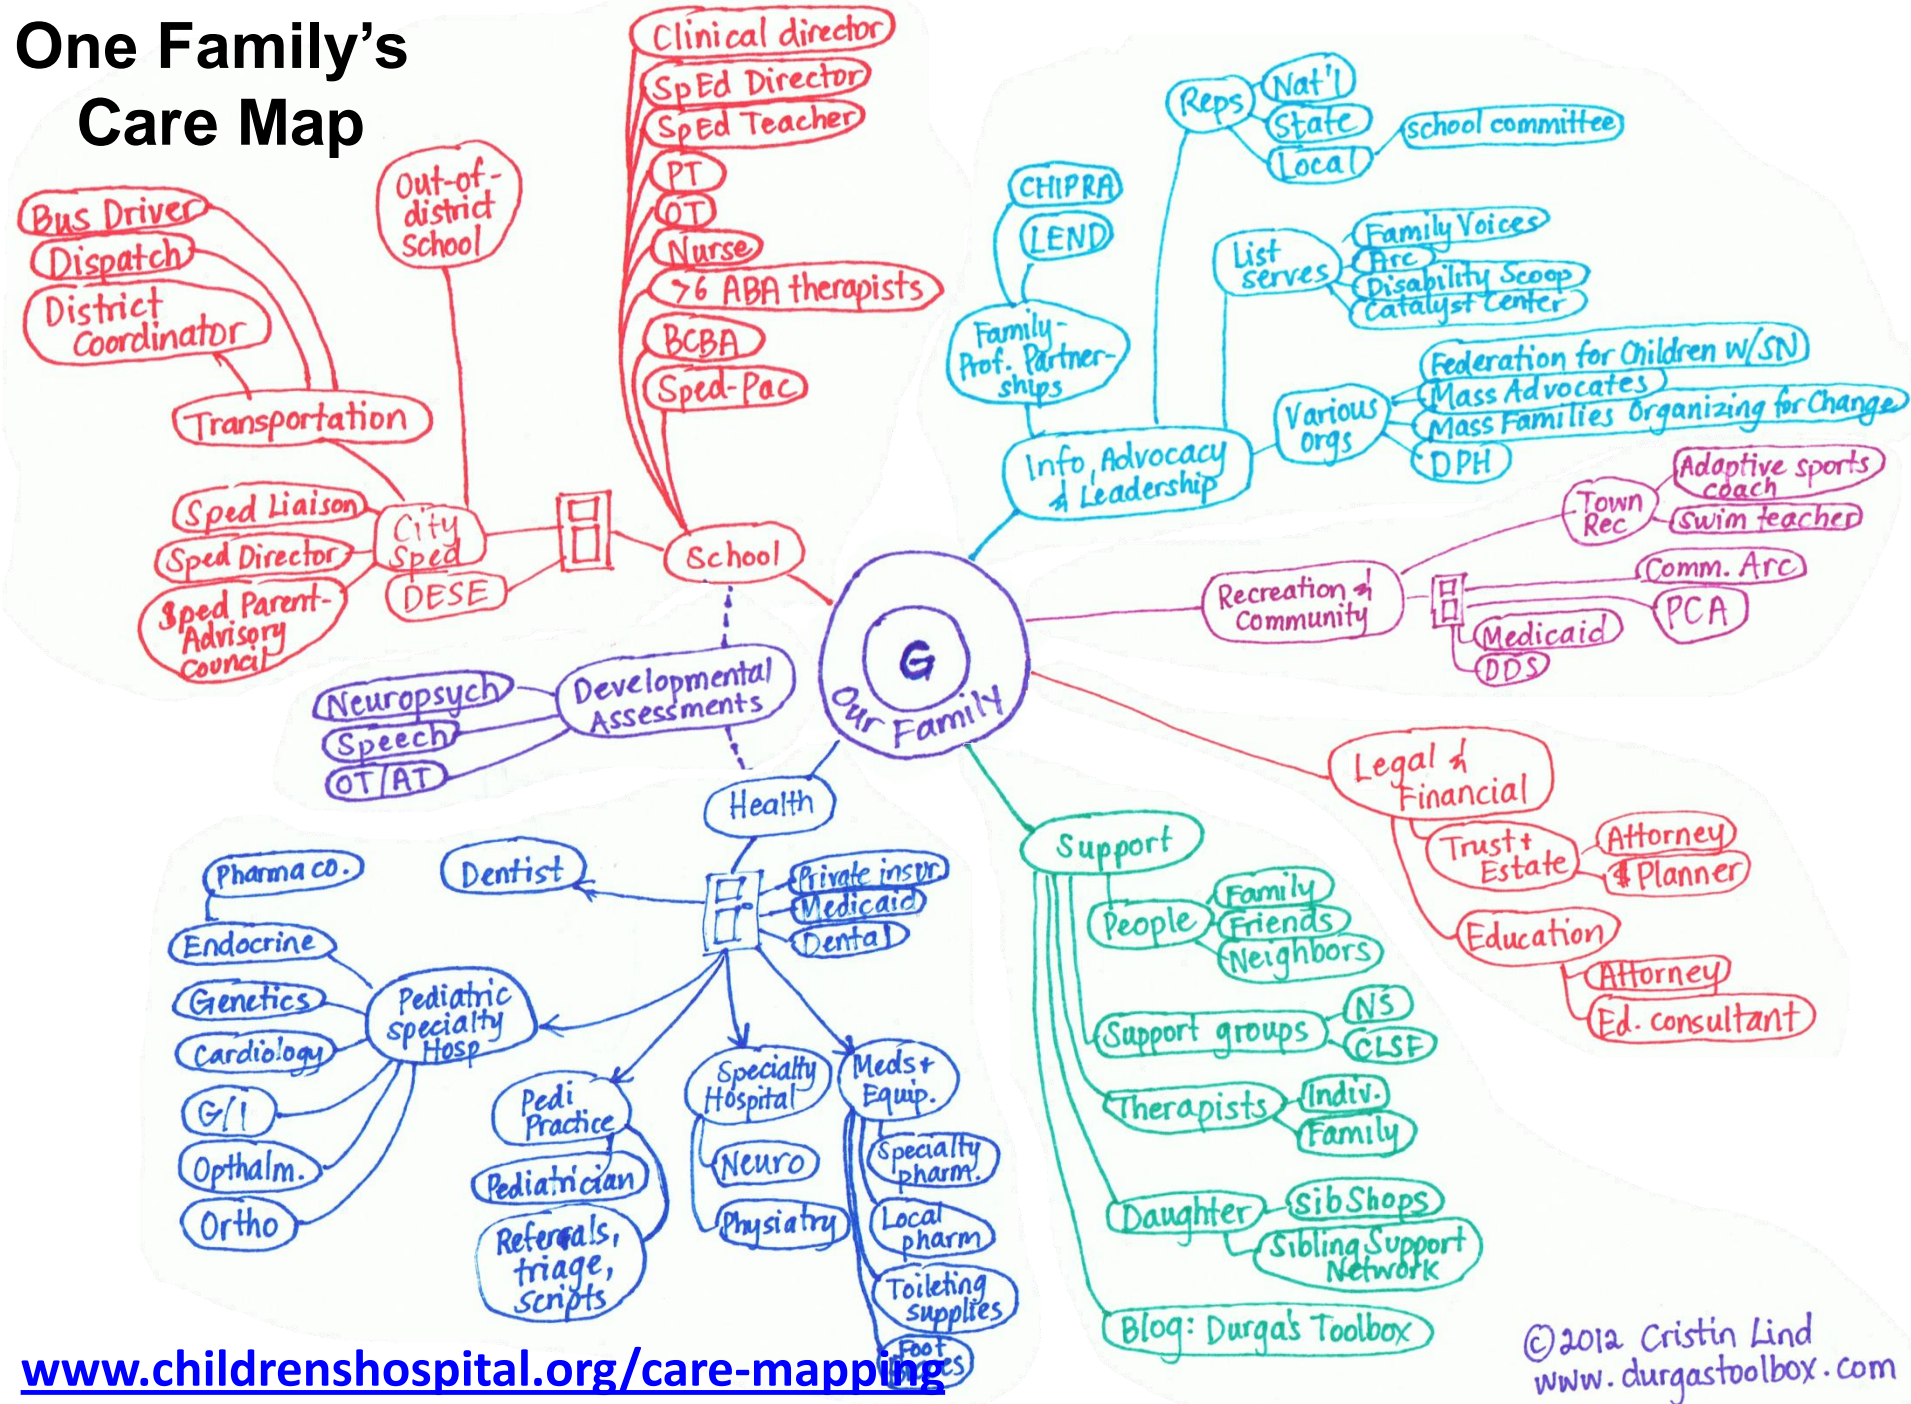 One Family's
Care Map
Clinical director
SpEd Director
SpEd Teacher
PT
OT
Nurse
>6 ABA therapists
BCBA
Sped-Pac
Out-of-
district
School
Bus Driver
Dispatch
District
Coordinator
Transportation
Sped Liaison
Sped Director
Sped Parent-
Advisory
Council
City
Sped
DESE
School
Reps
Nat'l
State
Local
school committee
CHIPRA
LEND
Family-
Prof. Partner-
ships
List
serves
Family Voices
Arc
Disability Scoop
Catalyst Center
Various
orgs
Federation for Children w/SN
Mass Advocates
Mass Families Organizing for Change
DPH
Info, Advocacy
& Leadership
Town
Rec
Adaptive sports
coach
Swim teacher
Recreation &
Community
Comm. Arc
PCA
Medicaid
DDS
G
Our Family
Developmental
Assessments
Neuropsych
Speech
OT/AT
Health
Dentist
Private insur
Medicaid
Dental
Pharma co.
Endocrine
Genetics
Cardiology
G/I
Opthalm.
Ortho
Pediatric
specialty
Hosp
Pedi
Practice
Pediatrician
Referrals,
triage,
scripts
Specialty
Hospital
Neuro
Physiatry
Meds+
Equip.
Specialty
pharm.
Local
pharm
Toileting
supplies
Foot
Legal &
Financial
Trust +
Estate
Attorney
$ Planner
Education
Attorney
Ed. consultant
Support
People
Family
Friends
Neighbors
Support groups
NS
CLSF
Therapists
Indiv.
Family
Daughter
SibShops
Sibling Support
Network
Blog: Durga's Toolbox
©2012 Cristin Lind
www.durgastoolbox.com
www.childrenshospital.org/care-mapping